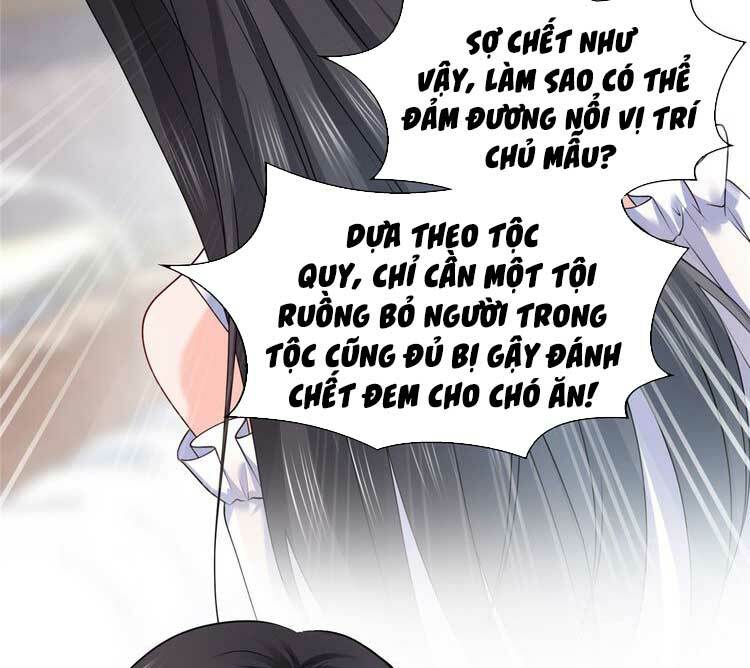 SỢ CHẾT NHƯ
VẬY, LÀM SAO CÓ THỂ
ĐẢM ĐƯƠNG NỔI VỊ TRÍ
CHỦ MẪU?
DỰA THEO TỘC
QUY, CHỈ CẦN MỘT TỘI
RUỒNG BỎ NGƯỜI TRONG
TỘC CŨNG ĐỦ BỊ GẬY ĐÁNH
CHẾT ĐEM CHO CHÓ ĂN!